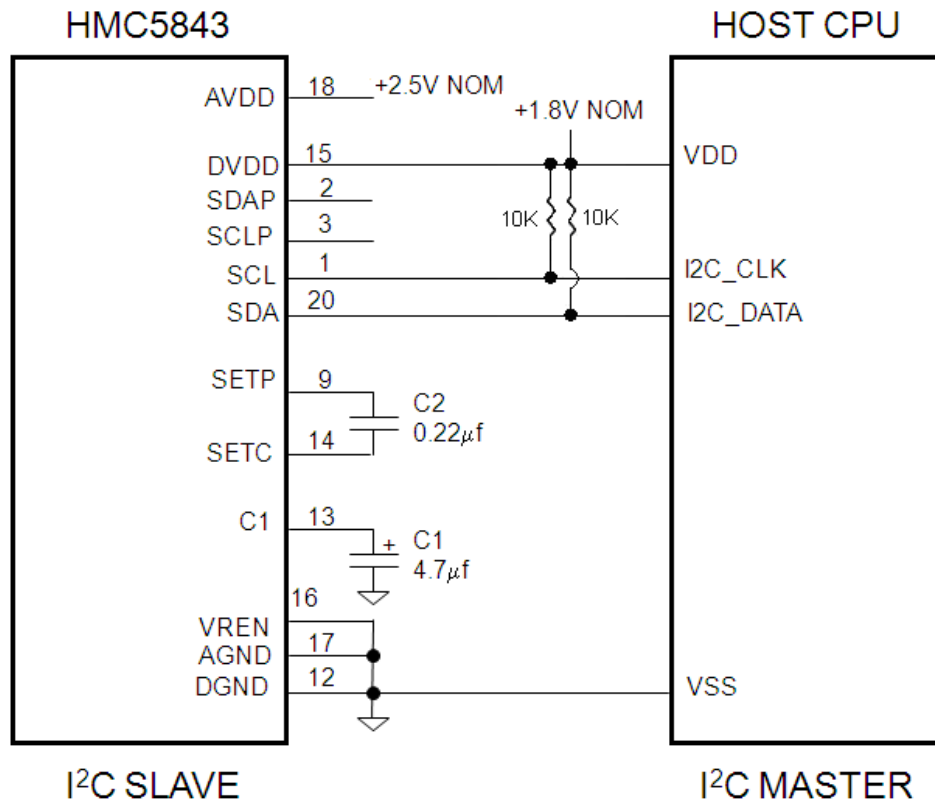 HMC5843 HOST CPU
AVDD 18 +2.5V NOM
+1.8V NOM
DVDD 15 VDD
SDAP 2
SCLP 3
10K 10K
SCL 1 I2C_CLK
SDA 20 I2C_DATA
SETP 9
C2
0.22µf
SETC 14
C1 13
+ C1
4.7µf
16
VREN
AGND 17
DGND 12 VSS
I²C SLAVE I²C MASTER